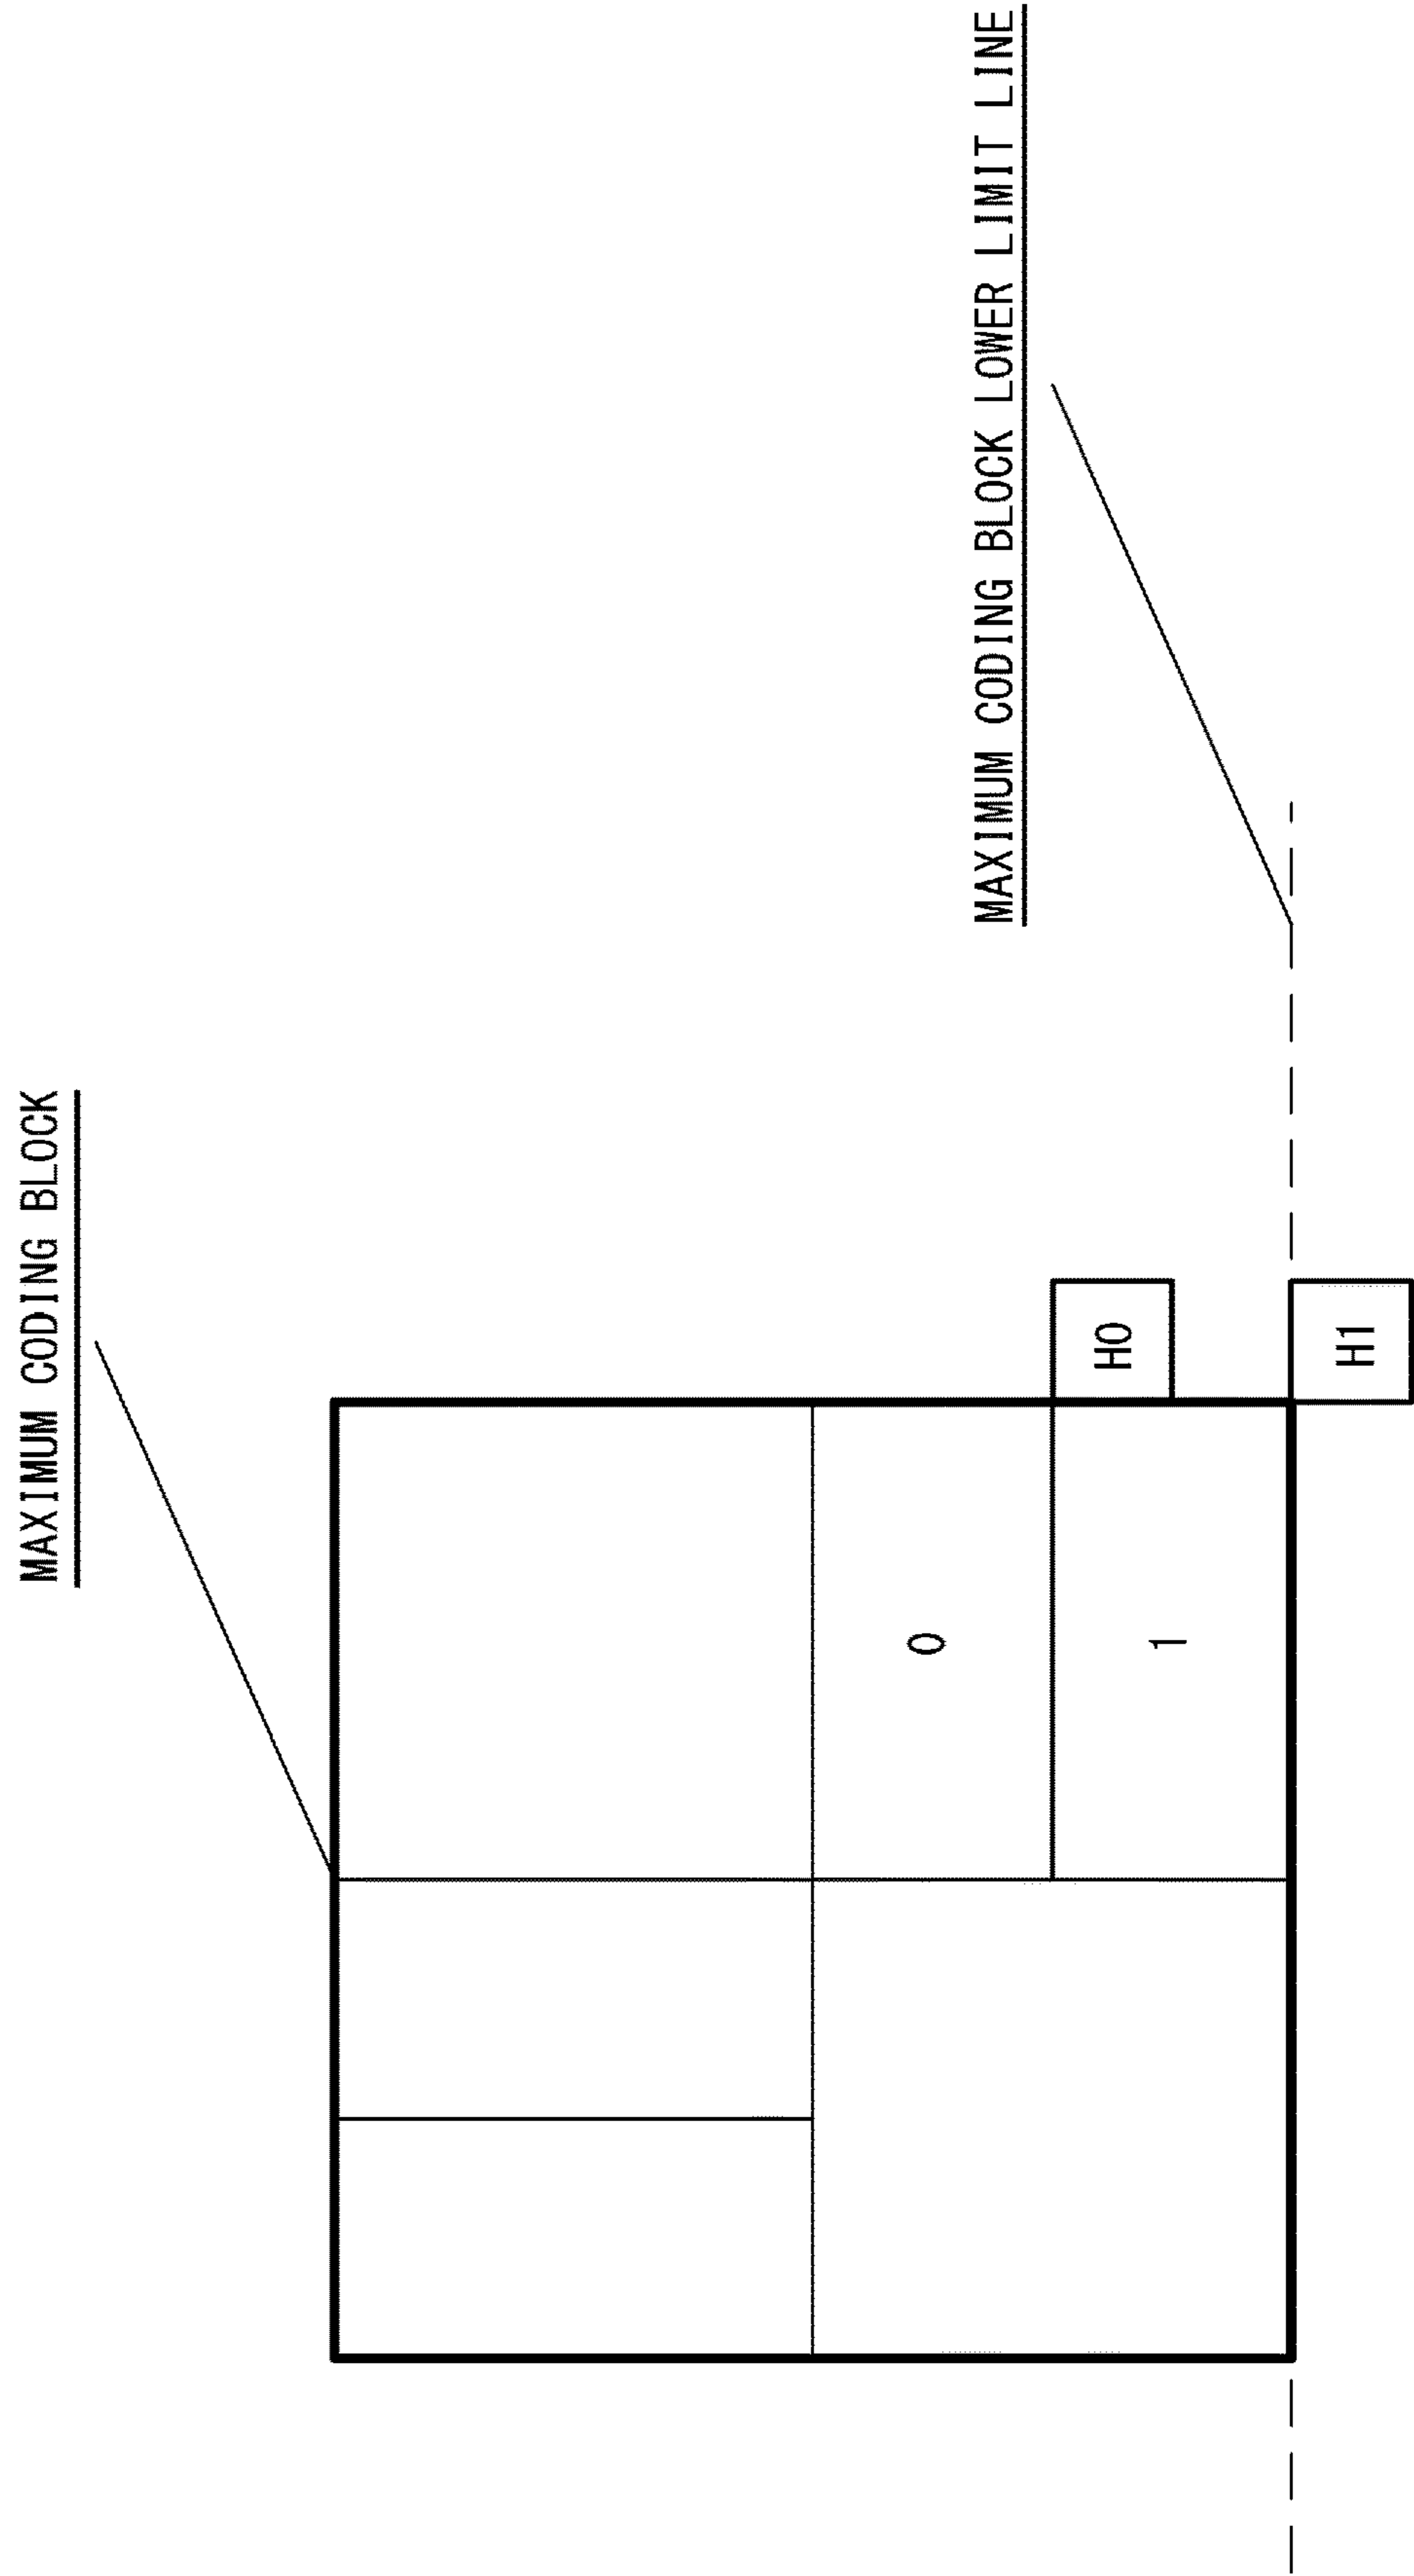 MAXIMUM CODING BLOCK
MAXIMUM CODING BLOCK LOWER LIMIT LINE
0
H0
1
H1